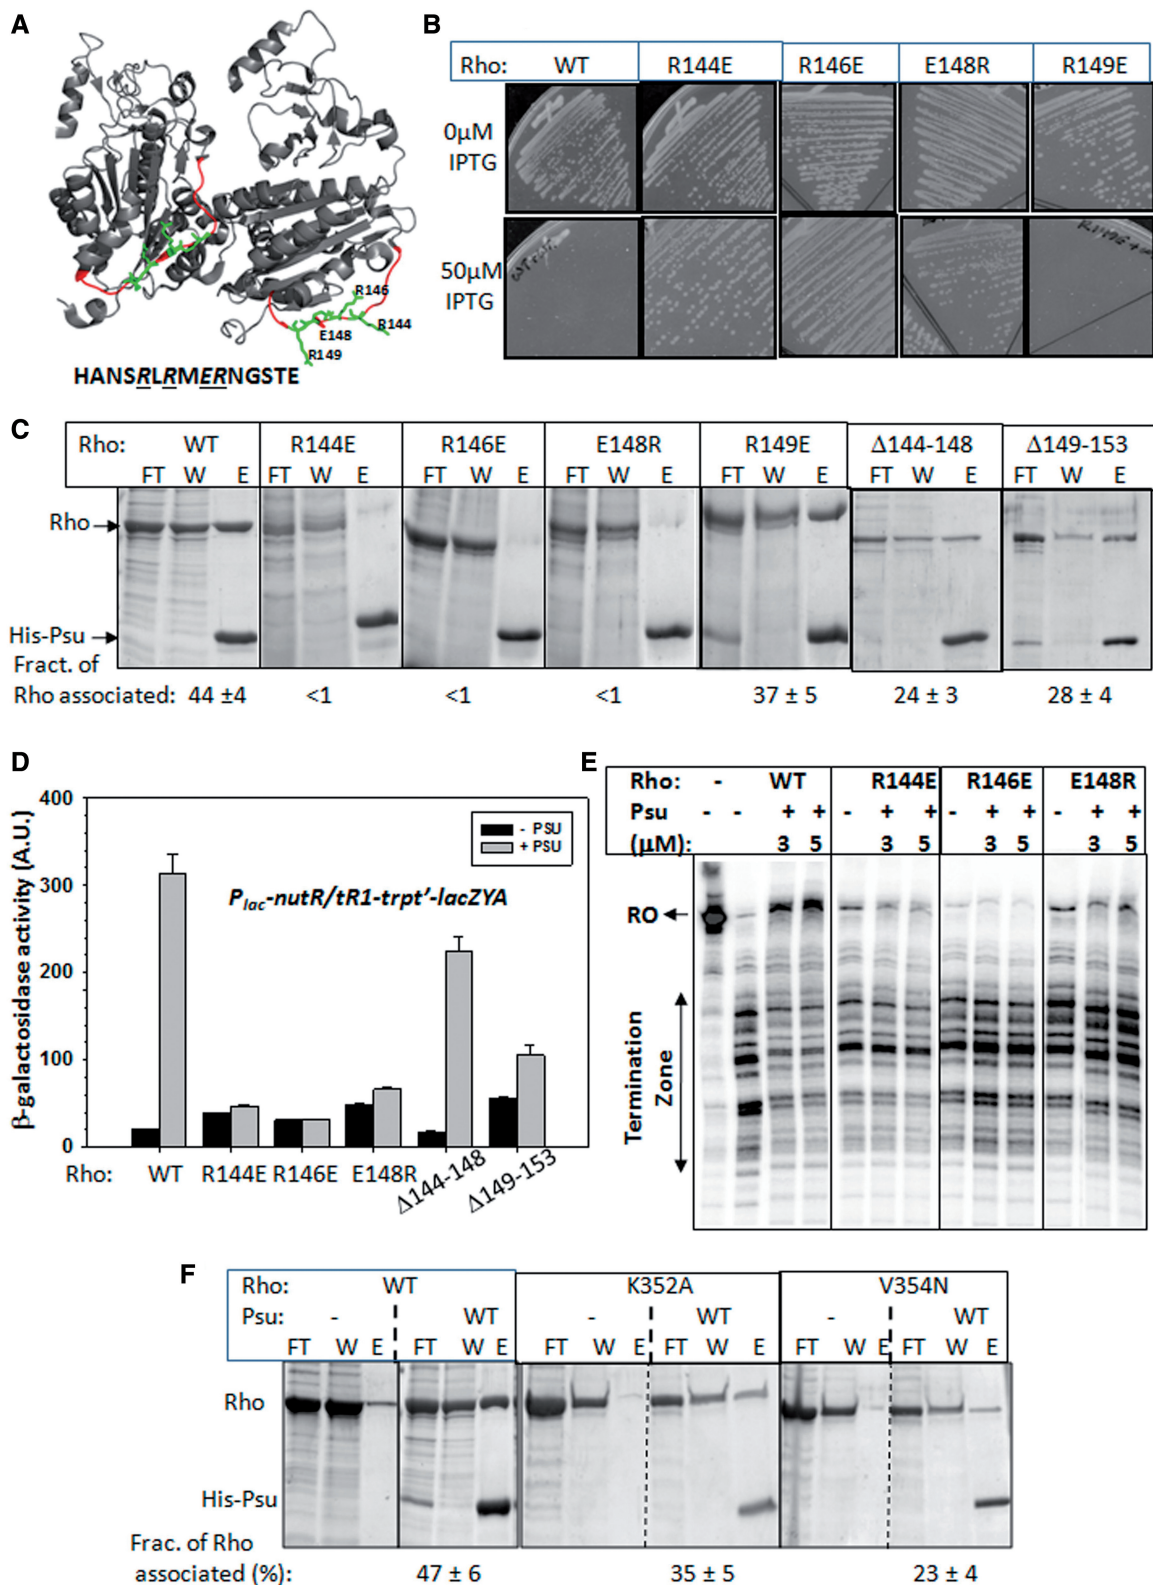 A
R146
R144
E148
R149
HANSRLRMERNGSTE
B
Rho: WT R144E R146E E148R R149E
0µM
IPTG
50µM
IPTG
C
Rho: WT R144E R146E E148R R149E Δ144-148 Δ149-153
FT W E FT W E FT W E FT W E FT W E FT W E FT W E
Rho
His-Psu
Fract. of
Rho associated: 44 ±4 <1 <1 <1 37 ± 5 24 ± 3 28 ± 4
D
β-galactosidase activity (A.U.)
400
300
200
100
0
- PSU
+ PSU
Plac-nutR/tR1-trpt’-lacZYA
Rho: WT R144E R146E E148R Δ144-148 Δ149-153
E
Rho: - WT R144E R146E E148R
Psu - - + + - + + - + + - + +
(µM): 3 5 3 5 3 5 3 5
RO
Termination
Zone
F
Rho: WT K352A V354N
Psu: - WT - WT - WT
FT W E FT W E FT W E FT W E FT W E FT W E
Rho
His-Psu
Frac. of Rho
associated (%): 47 ± 6 35 ± 5 23 ± 4